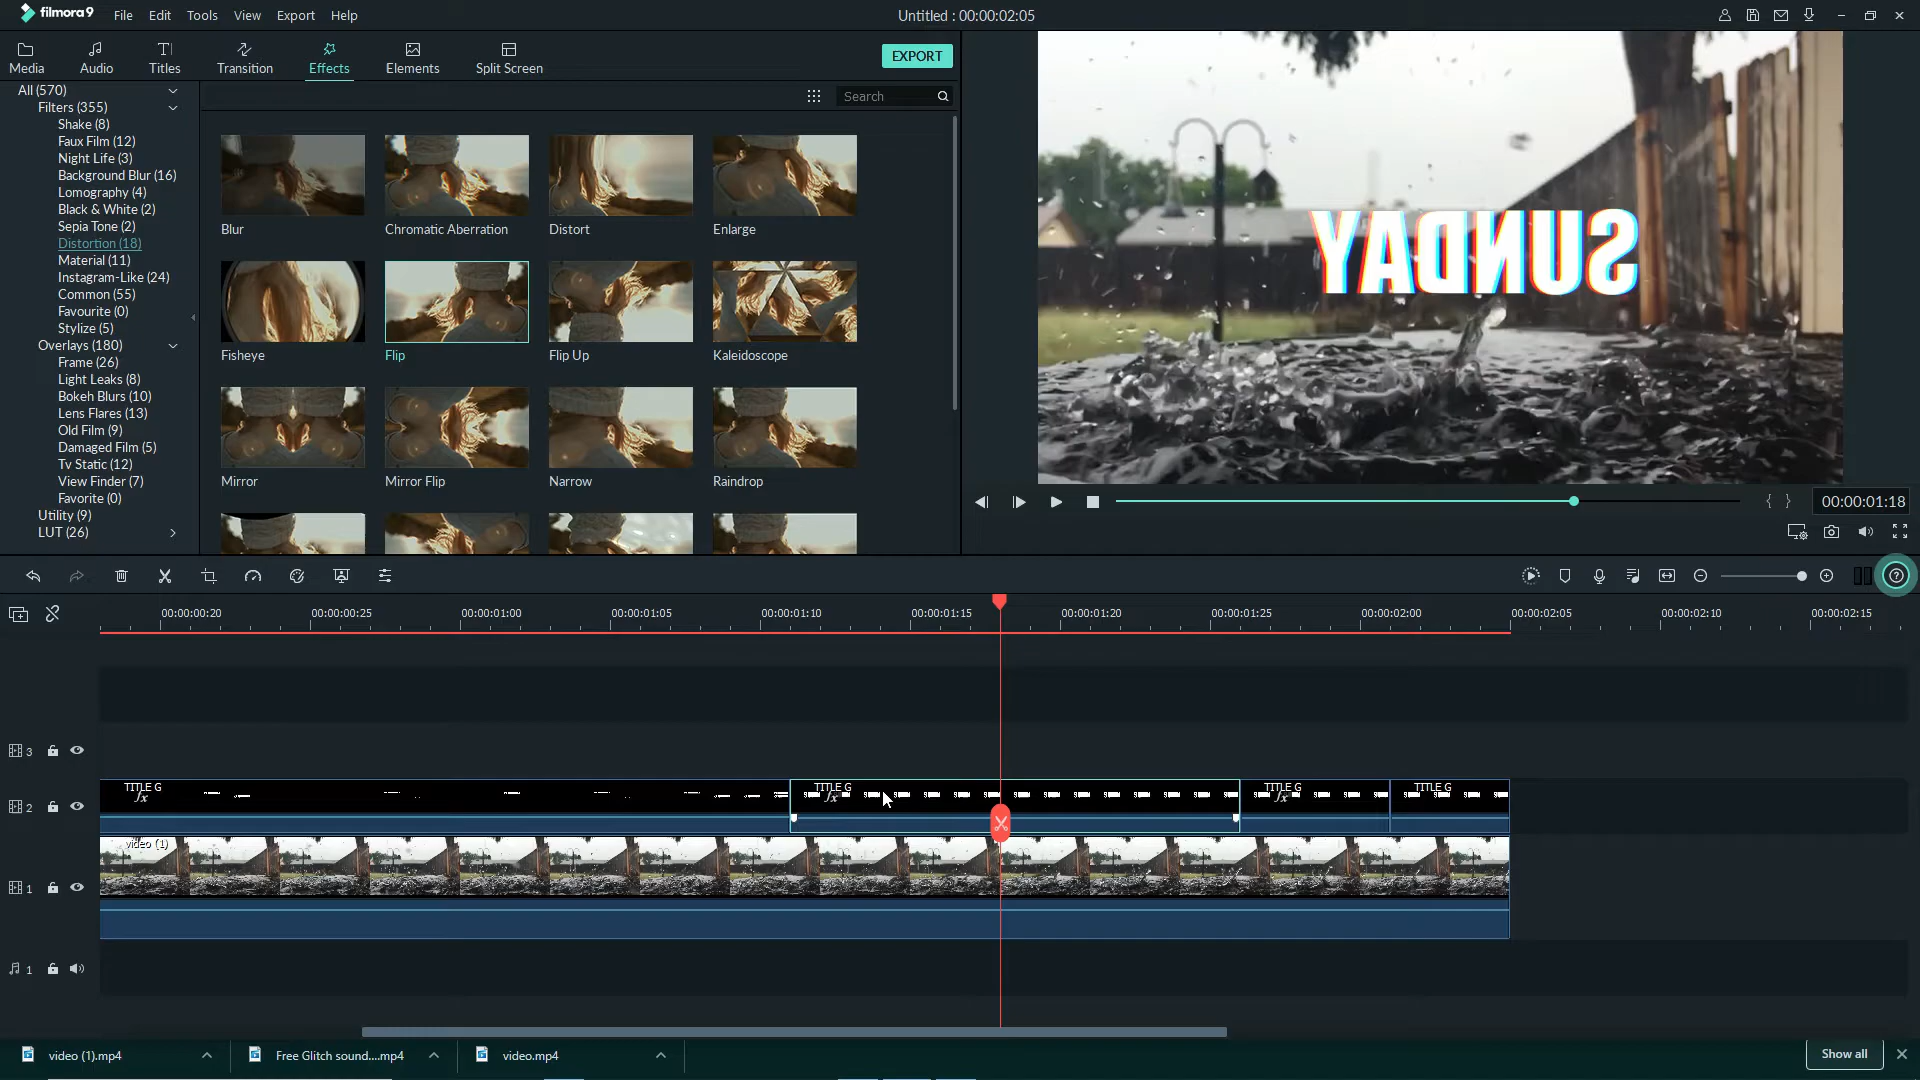 filmora9 File Edit Tools View Export Help
Untitled : 00:00:02:05
Media Audio Titles Transition Effects Elements Split Screen
EXPORT
All (570)
Filters (355)
Shake (8)
Faux Film (12)
Night Life (3)
Background Blur (16)
Lomography (4)
Black & White (2)
Sepia Tone (2)
Distortion (18)
Material (11)
Instagram-Like (24)
Common (55)
Favourite (0)
Stylize (5)
Overlays (180)
Frame (26)
Light Leaks (8)
Bokeh Blurs (10)
Lens Flares (13)
Old Film (9)
Damaged Film (5)
Tv Static (12)
View Finder (7)
Favorite (0)
Utility (9)
LUT (26)
Search
Blur Chromatic Aberration Distort Enlarge
Fisheye Flip Flip Up Kaleidoscope
Mirror Mirror Flip Narrow Raindrop
SUNDAY
00:00:01:18
00:00:00:20 00:00:00:25 00:00:01:00 00:00:01:05 00:00:01:10 00:00:01:15 00:00:01:20 00:00:01:25 00:00:02:00 00:00:02:05 00:00:02:10 00:00:02:15
3
2
TITLE G TITLE G TITLE G TITLE G
fx fx fx
1
video (1)
1
video (1).mp4 Free Glitch sound....mp4 video.mp4 Show all